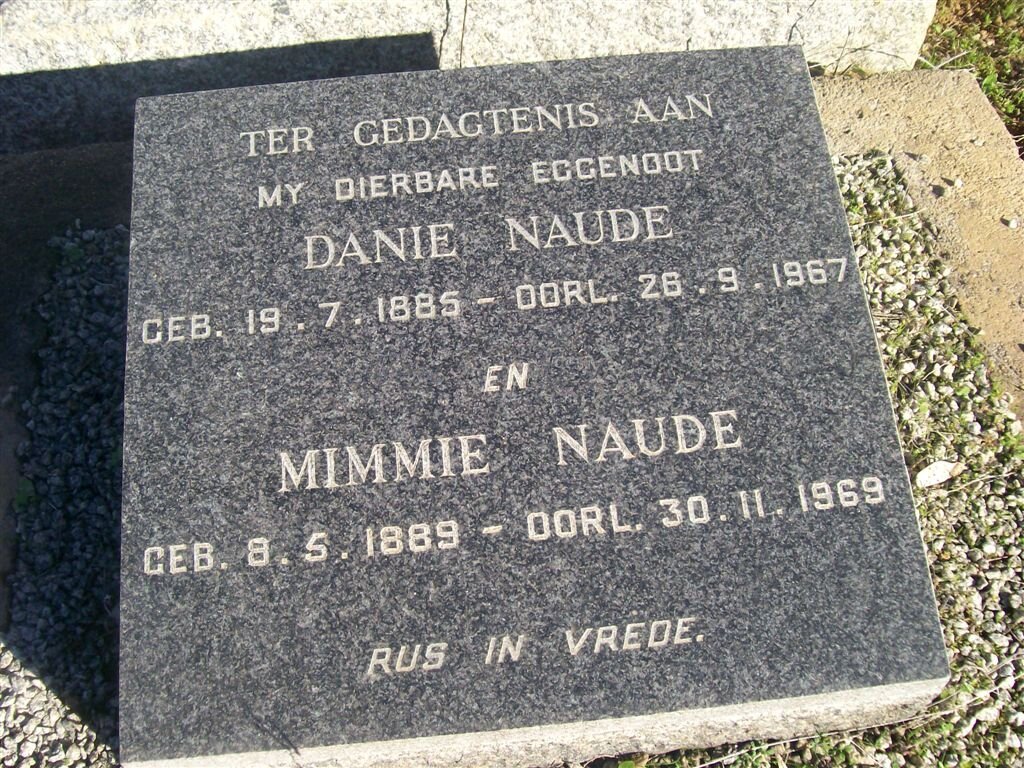 TER GEDAGTENIS AAN
MY DIERBARE EGGENOOT
DANIE NAUDE
GEB. 19.7.1885 - OORL. 26.9.1967
EN
MIMMIE NAUDE
GEB. 8.5.1889 - OORL. 30.11.1969
RUS IN VREDE.